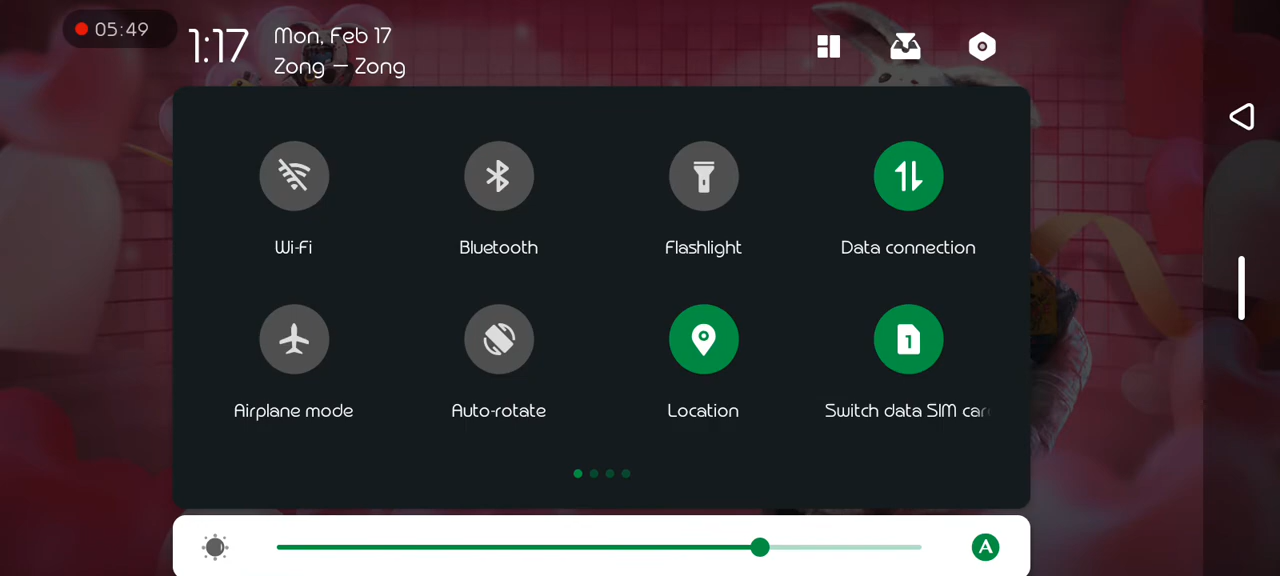 05:49
1:17
Mon, Feb 17
Zong — Zong
Wi-Fi
Bluetooth
Flashlight
Data connection
Airplane mode
Auto-rotate
Location
Switch data SIM car
1
A